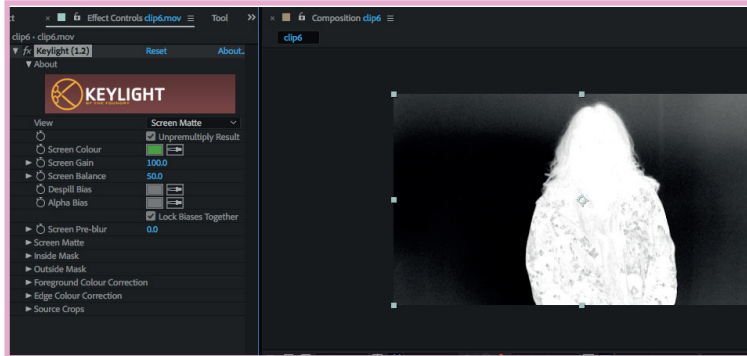 Effect Controls clip6.mov
Tool
Composition clip6
clip6 - clip6.mov
clip6
fx Keylight (1.2) Reset About..
About
KEYLIGHT
BY THE FOUNDRY
View Screen Matte
Unpremultiply Result
Screen Colour
Screen Gain 100.0
Screen Balance 50.0
Despill Bias
Alpha Bias
Lock Biases Together
Screen Pre-blur 0.0
Screen Matte
Inside Mask
Outside Mask
Foreground Colour Correction
Edge Colour Correction
Source Crops